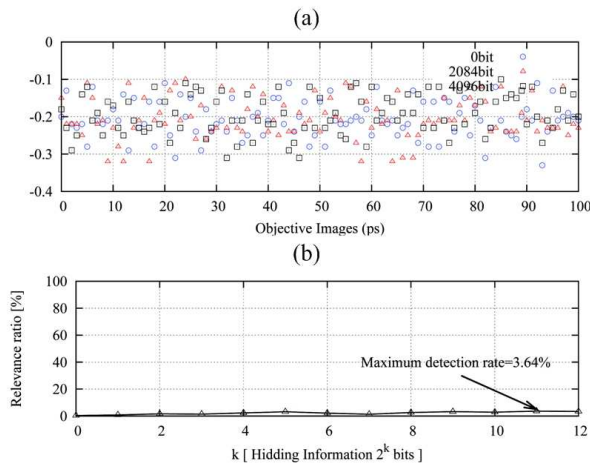 (a)
0
-0.1
-0.2
-0.3
-0.4
0bit
2084bit
4096bit
0 10 20 30 40 50 60 70 80 90 100
Objective Images (ps)
(b)
Relevance ratio [%]
100
80
60
40
20
0
Maximum detection rate=3.64%
0 2 4 6 8 10 12
k [ Hidding Information 2^k bits ]